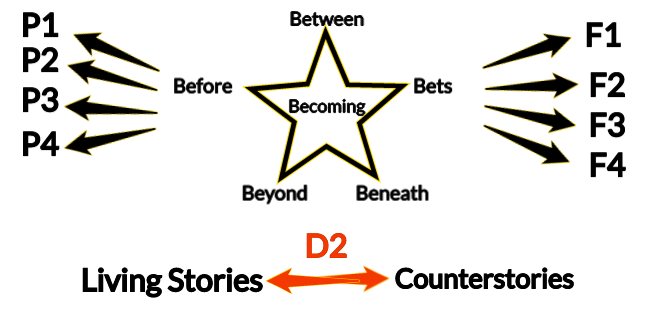 P1
P2
P3
P4
Between
Before
Bets
Becoming
Beyond
Beneath
F1
F2
F3
F4
D2
Living Stories
Counterstories